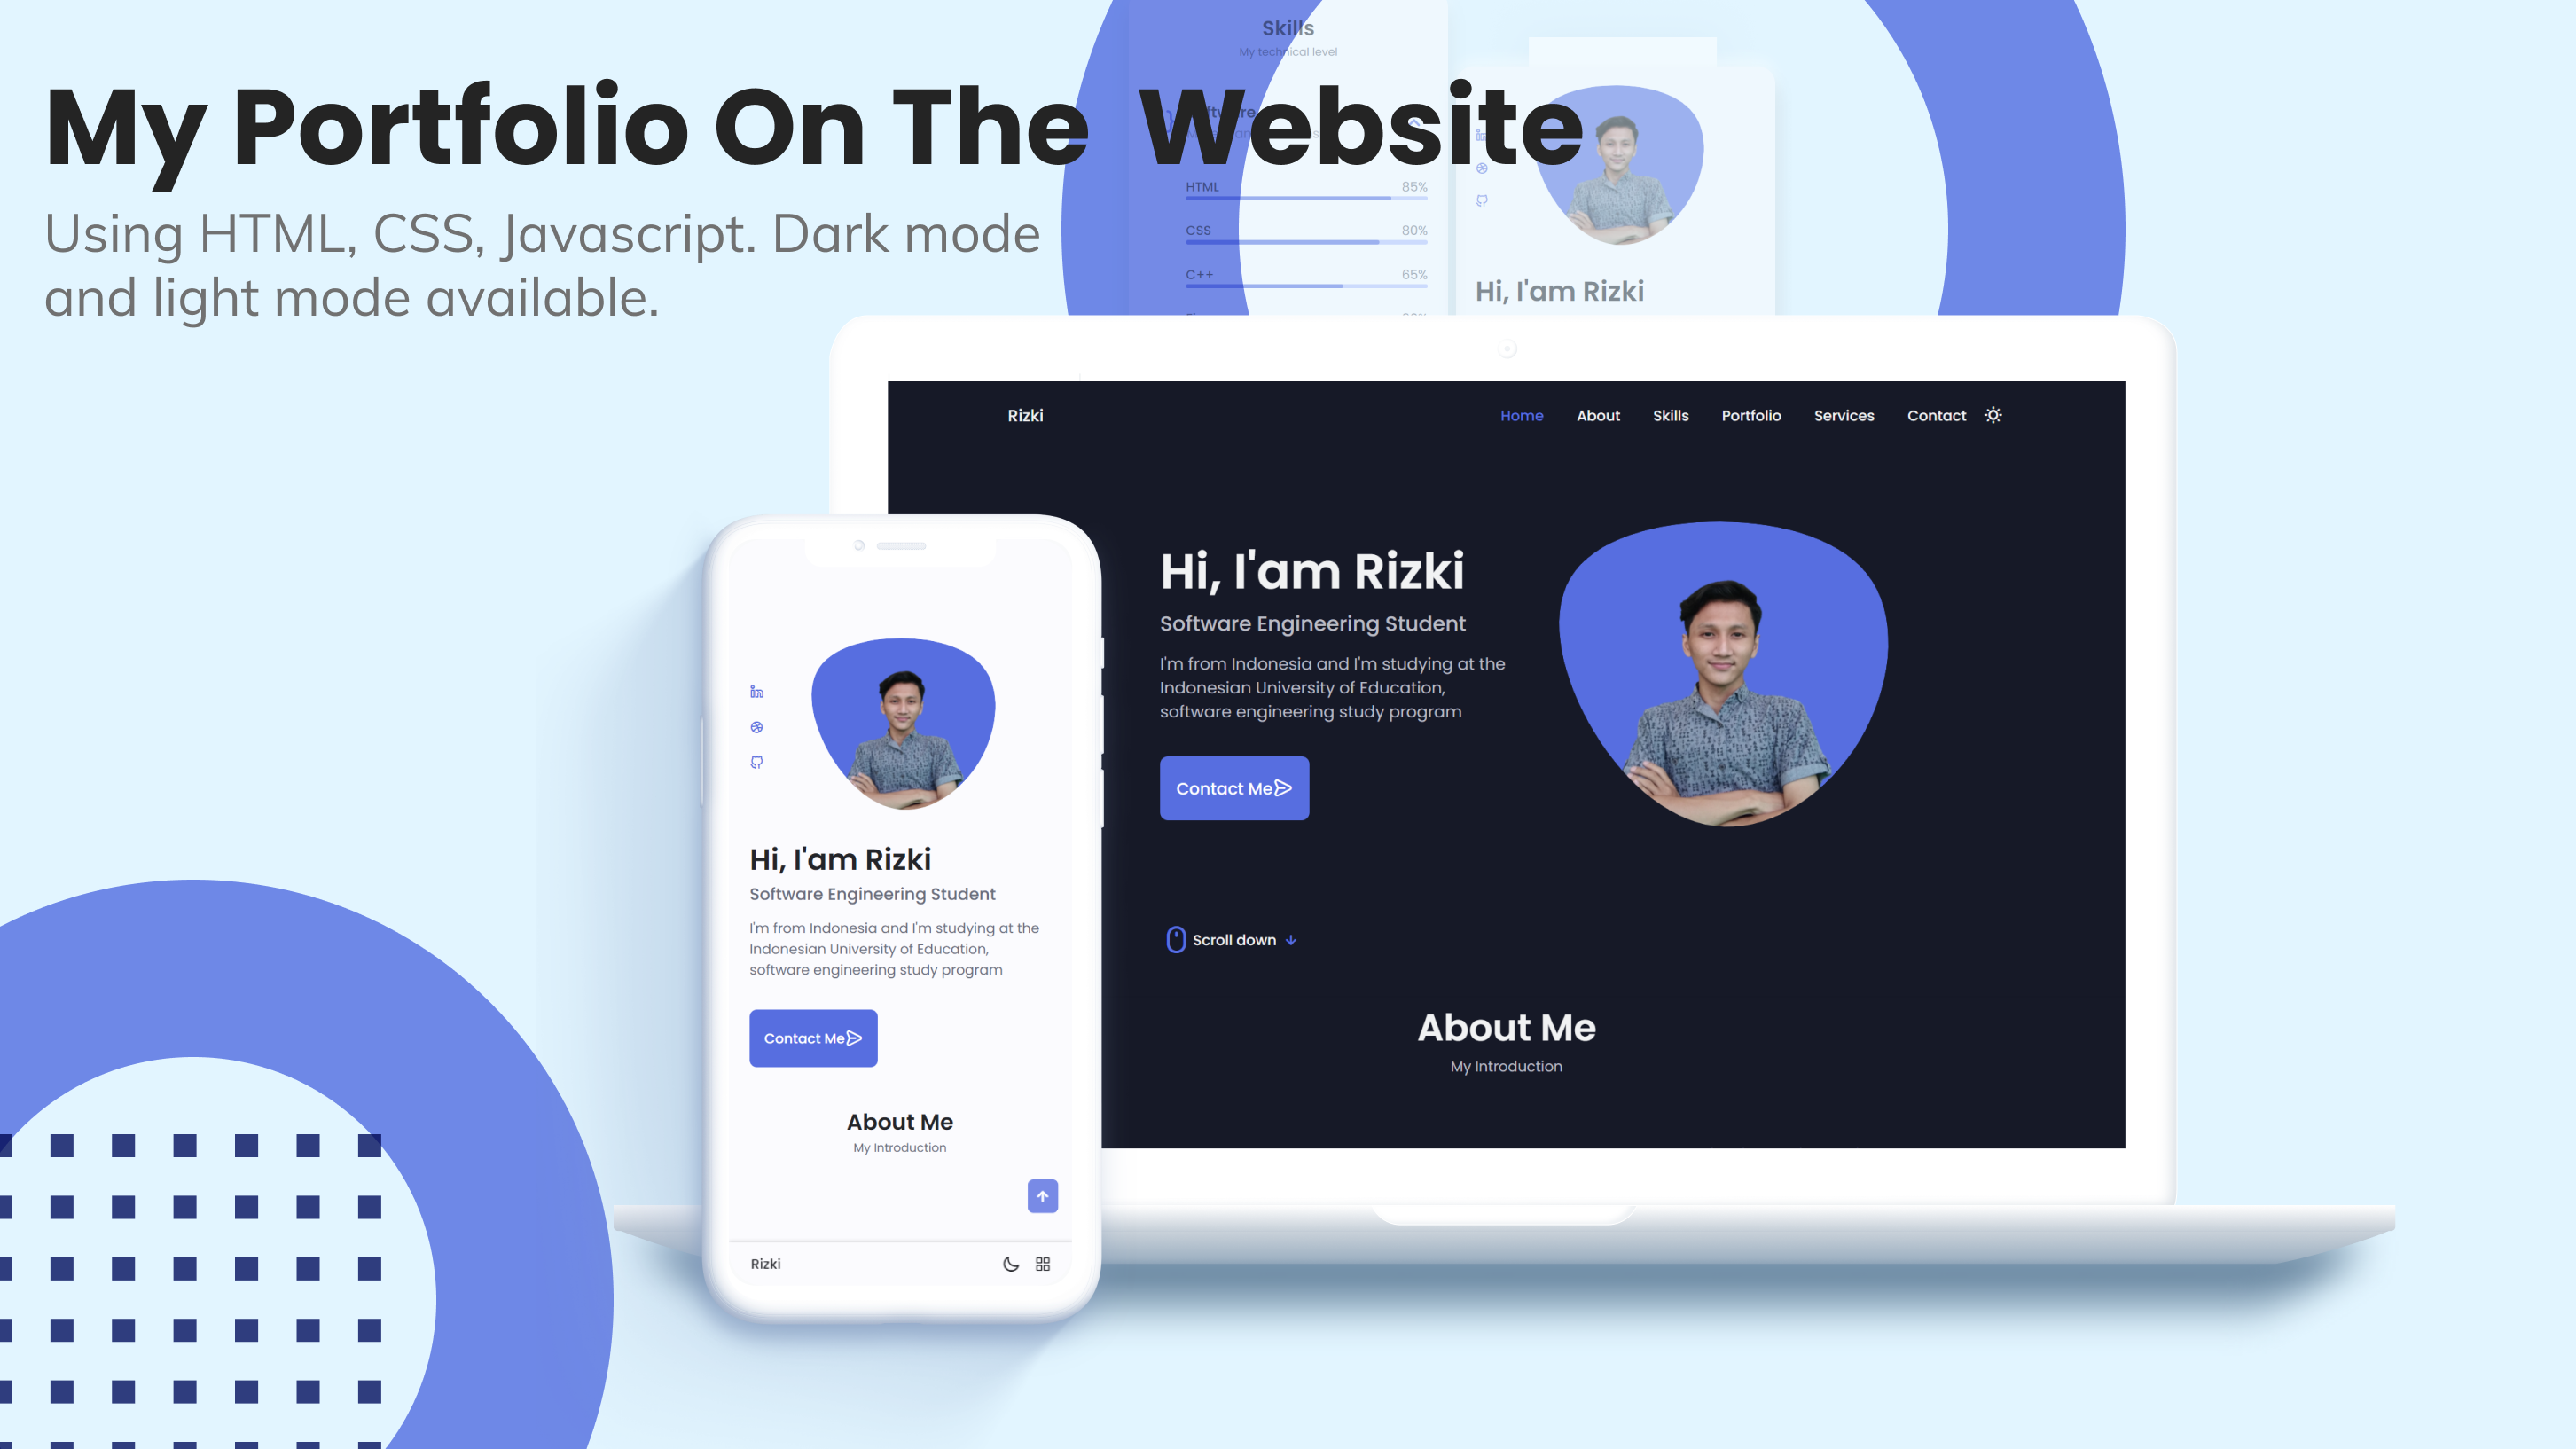 My Portfolio On The Website
Using HTML, CSS, Javascript. Dark mode
and light mode available.
Skills
My technical level
HTML 85%
CSS 80%
C++ 65%
Hi, I'am Rizki
Rizki
Home About Skills Portfolio Services Contact
Hi, I'am Rizki
Software Engineering Student
I'm from Indonesia and I'm studying at the
Indonesian University of Education,
software engineering study program
Contact Me
Scroll down
About Me
My Introduction
Hi, I'am Rizki
Software Engineering Student
I'm from Indonesia and I'm studying at the
Indonesian University of Education,
software engineering study program
Contact Me
About Me
My Introduction
Rizki